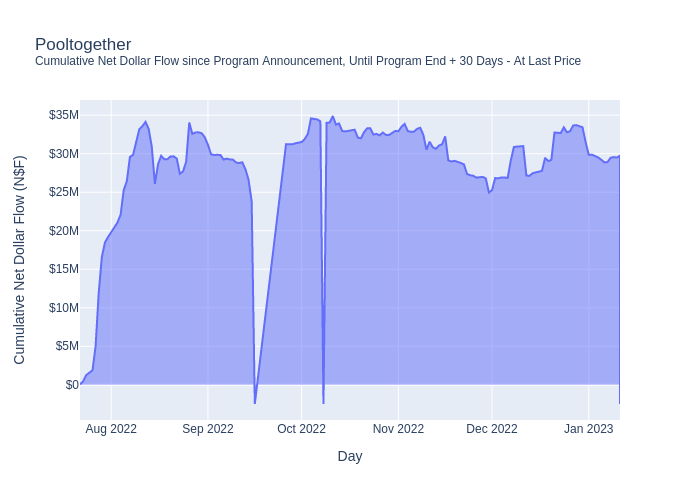 Pooltogether
Cumulative Net Dollar Flow since Program Announcement, Until Program End + 30 Days - At Last Price
Cumulative Net Dollar Flow (N$F)
$35M
$30M
$25M
$20M
$15M
$10M
$5M
$0
Aug 2022
Sep 2022
Oct 2022
Nov 2022
Dec 2022
Jan 2023
Day